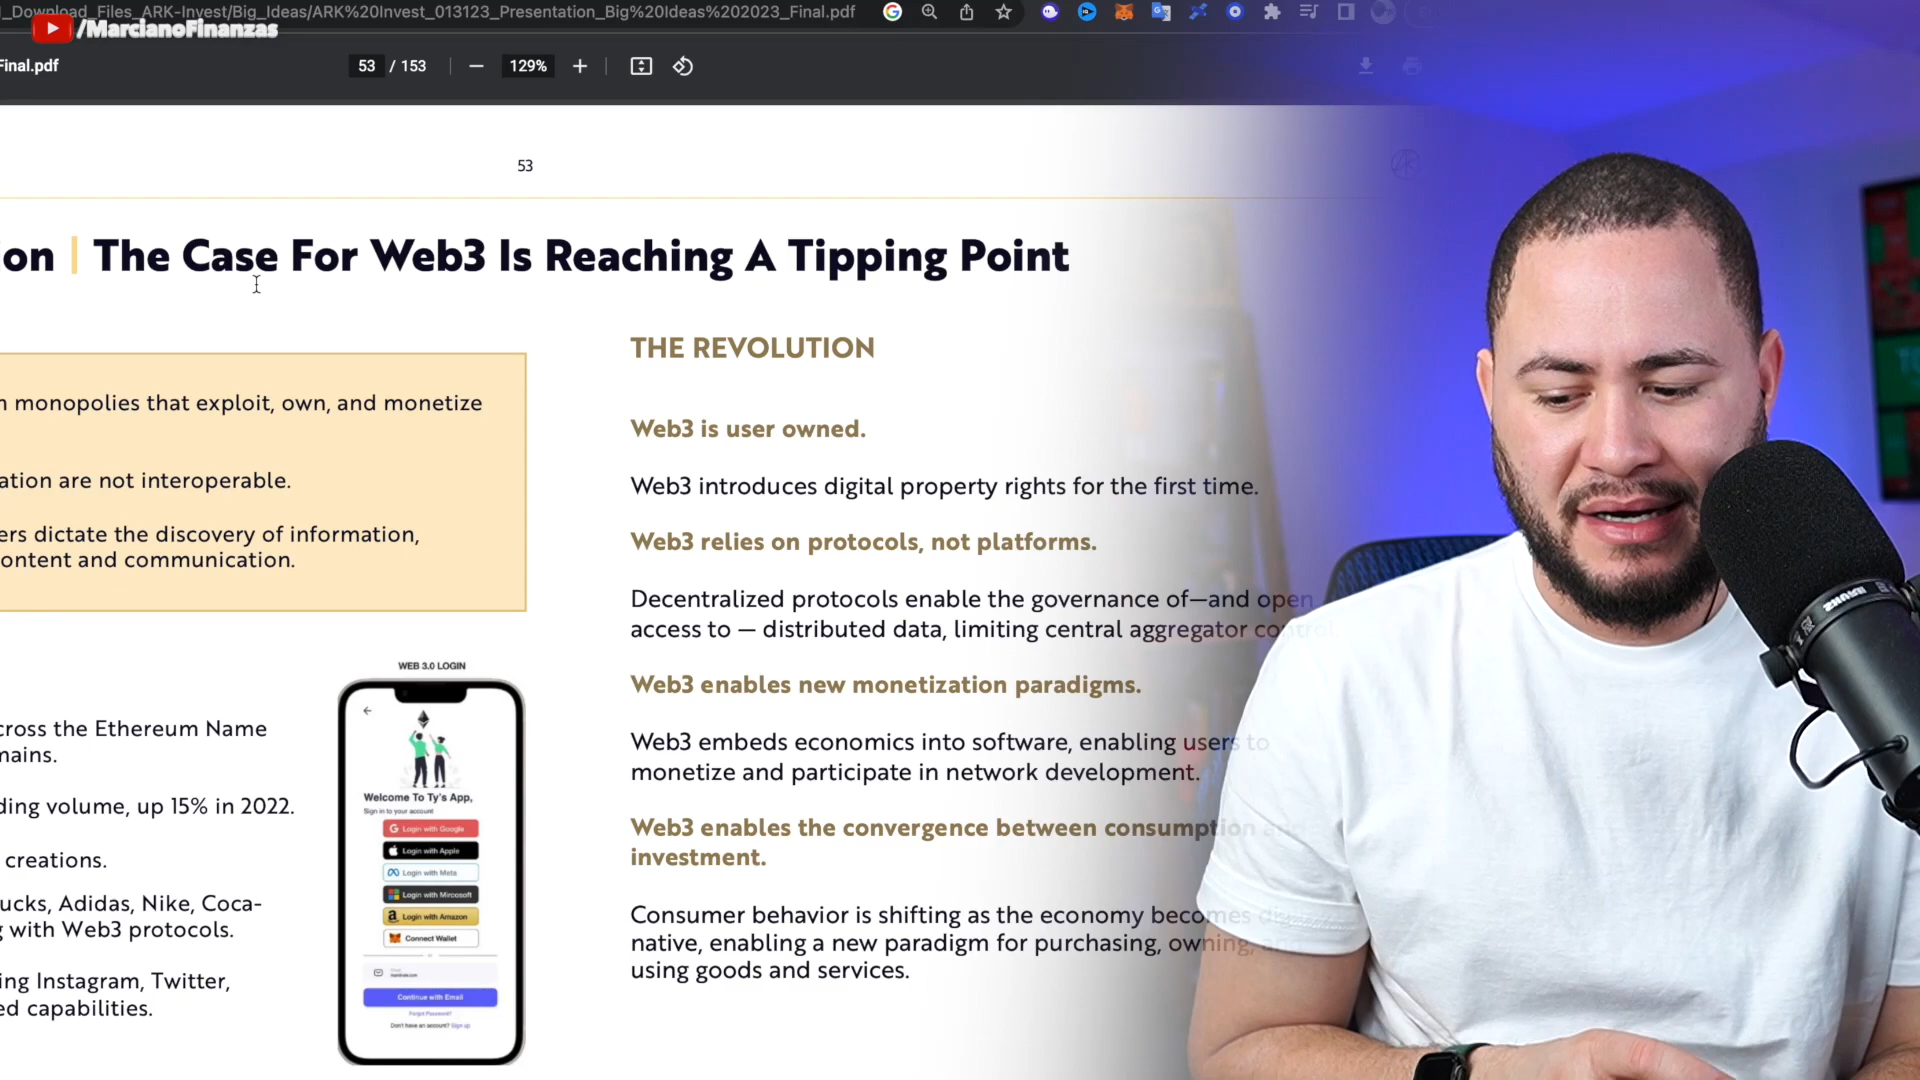 _Download_Files_ARK-Invest/Big_Ideas/ARK%20Invest_013123_Presentation_Big%20Ideas%202023_Final.pdf
/MarcianoFinanzas
Final.pdf
53 / 153
129%
53
on | The Case For Web3 Is Reaching A Tipping Point
monopolies that exploit, own, and monetize
ation are not interoperable.
ers dictate the discovery of information,
ontent and communication.
WEB 3.0 LOGIN
Welcome To Ty's App,
Sign in to your account
Login with Google
Login with Apple
Login with Meta
Login with Mircosoft
Login with Amazon
Connect Wallet
Continue with Email
Forgot Password?
Don't have an account? Sign up
cross the Ethereum Name
mains.
ding volume, up 15% in 2022.
creations.
ucks, Adidas, Nike, Coca-
g with Web3 protocols.
ing Instagram, Twitter,
ed capabilities.
THE REVOLUTION
Web3 is user owned.
Web3 introduces digital property rights for the first time.
Web3 relies on protocols, not platforms.
Decentralized protocols enable the governance of—and open
access to — distributed data, limiting central aggregator control
Web3 enables new monetization paradigms.
Web3 embeds economics into software, enabling users to
monetize and participate in network development.
Web3 enables the convergence between consumption and
investment.
Consumer behavior is shifting as the economy becomes
native, enabling a new paradigm for purchasing, owning, and
using goods and services.